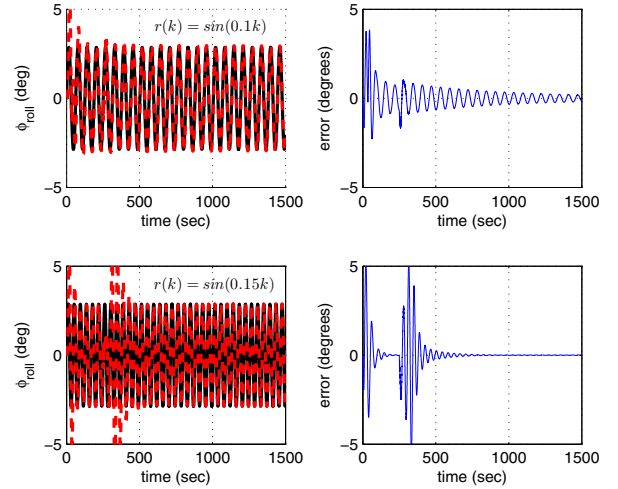 5
0
−5
0
500
1000
1500
time (sec)
ϕroll (deg)
r(k) = sin(0.1k)
5
0
−5
0
500
1000
1500
time (sec)
error (degrees)
5
0
−5
0
500
1000
1500
time (sec)
ϕroll (deg)
r(k) = sin(0.15k)
5
0
−5
0
500
1000
1500
time (sec)
error (degrees)